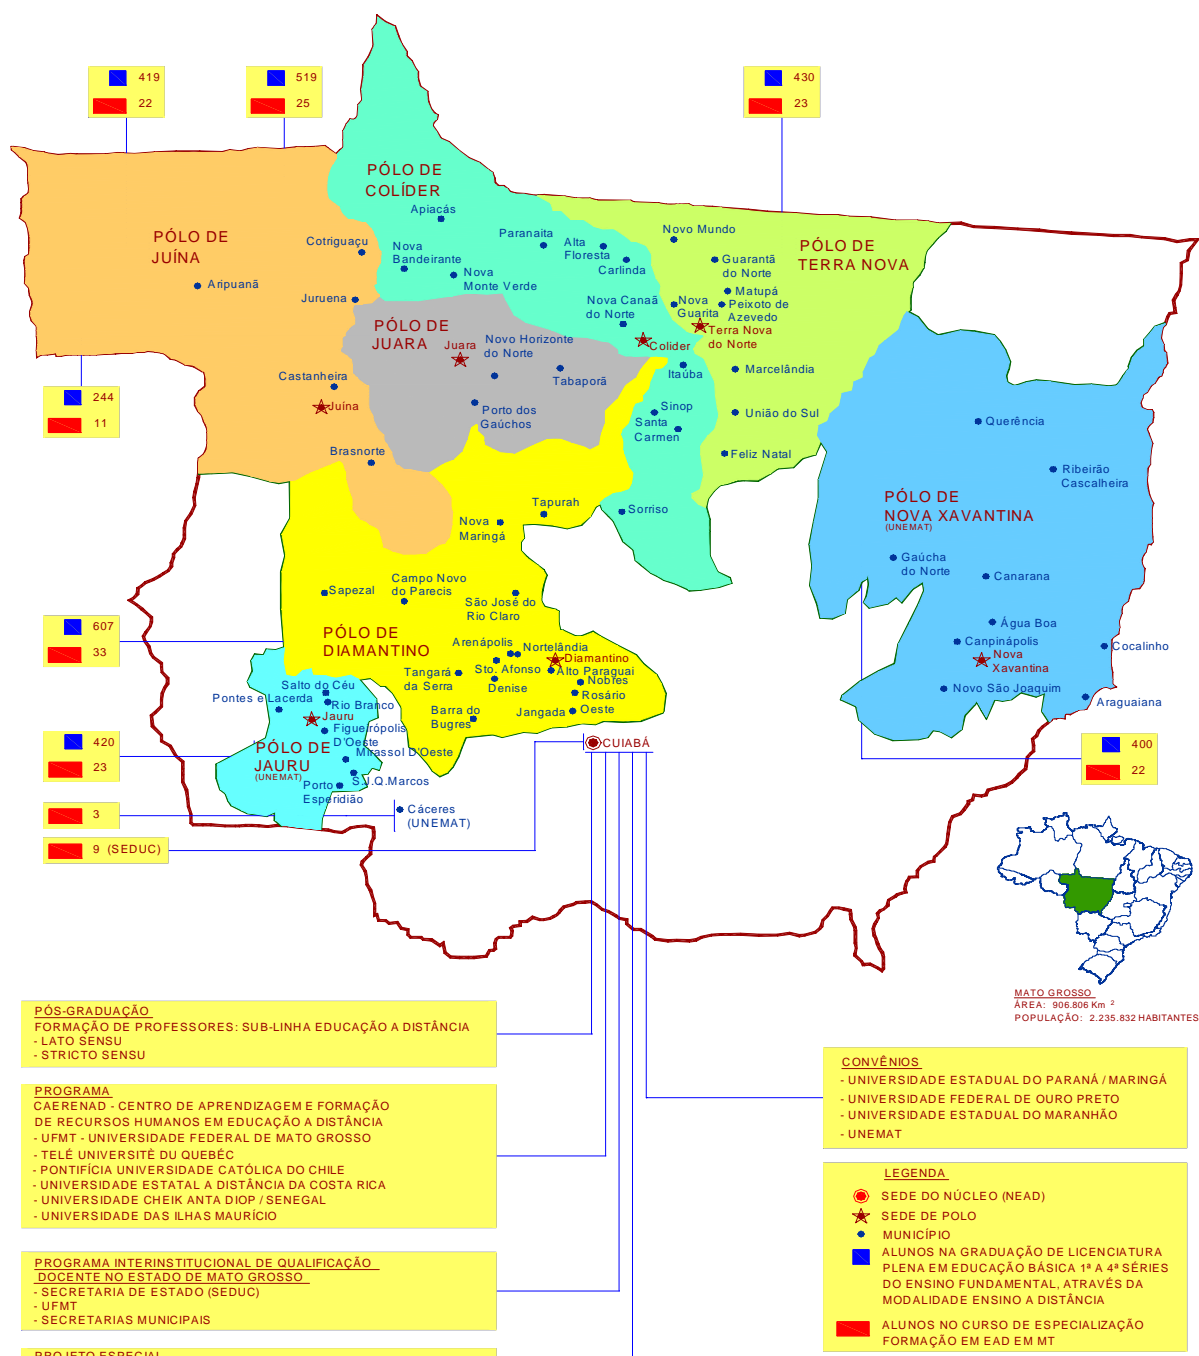 419
22
519
25
430
23
PÓLO DE
COLÍDER
Apiacás
PÓLO DE
JUÍNA
Cotriguaçu
Nova
Bandeirante
Paranaita
Alta
Floresta
Carlinda
Novo Mundo
PÓLO DE
TERRA NOVA
Guarantã
do Norte
Aripuanã
Nova
Monte Verde
Juruena
Matupá
Peixoto de
Azevedo
Nova Canaã
do Norte
Nova
Guarita
Terra Nova
do Norte
PÓLO DE
JUARA
Juara
Novo Horizonte
do Norte
Colider
Itaúba
Marcelândia
Tabaporã
Castanheira
Juína
244
11
Porto dos
Gaúchos
Sinop
Santa
Carmen
União do Sul
Feliz Natal
Querência
Brasnorte
Ribeirão
Cascalheira
PÓLO DE
NOVA XAVANTINA
(UNEMAT)
Tapurah
Sorriso
Nova
Maringá
Gaúcha
do Norte
Canarana
Sapezal
Campo Novo
do Parecis
São José do
Rio Claro
607
33
PÓLO DE
DIAMANTINO
Arenápolis
Nortelândia
Diamantino
Sto. Afonso
Alto Paraguai
Tangará
da Serra
Denise
Nobres
Rosário
Oeste
Jangada
Barra do
Bugres
Água Boa
Canpinápolis
Nova
Xavantina
Cocalinho
Novo São Joaquim
Araguaiana
Salto do Céu
Pontes e Lacerda
Rio Branco
Jauru
Figueirópolis
D'Oeste
Mirassol D'Oeste
PÓLO DE
JAURU
(UNEMAT)
S.J.Q.Marcos
Porto
Esperidião
CUIABÁ
420
23
400
22
3
Cáceres
(UNEMAT)
9 (SEDUC)
MATO GROSSO
ÁREA: 906.806 Km 2
POPULAÇÃO: 2.235.832 HABITANTES
PÓS-GRADUAÇÃO
FORMAÇÃO DE PROFESSORES: SUB-LINHA EDUCAÇÃO A DISTÂNCIA
- LATO SENSU
- STRICTO SENSU
PROGRAMA
CAERENAD - CENTRO DE APRENDIZAGEM E FORMAÇÃO
DE RECURSOS HUMANOS EM EDUCAÇÃO A DISTÂNCIA
- UFMT - UNIVERSIDADE FEDERAL DE MATO GROSSO
- TELÉ UNIVERSITÈ DU QUEBÉC
- PONTIFÍCIA UNIVERSIDADE CATÓLICA DO CHILE
- UNIVERSIDADE ESTATAL A DISTÂNCIA DA COSTA RICA
- UNIVERSIDADE CHEIK ANTA DIOP / SENEGAL
- UNIVERSIDADE DAS ILHAS MAURÍCIO
PROGRAMA INTERINSTITUCIONAL DE QUALIFICAÇÃO
DOCENTE NO ESTADO DE MATO GROSSO
- SECRETARIA DE ESTADO (SEDUC)
- UFMT
- SECRETARIAS MUNICIPAIS
PROJETO ESPECIAL
CONVÊNIOS
- UNIVERSIDADE ESTADUAL DO PARANÁ / MARINGÁ
- UNIVERSIDADE FEDERAL DE OURO PRETO
- UNIVERSIDADE ESTADUAL DO MARANHÃO
- UNEMAT
LEGENDA
SEDE DO NÚCLEO (NEAD)
SEDE DE POLO
MUNICÍPIO
ALUNOS NA GRADUAÇÃO DE LICENCIATURA
PLENA EM EDUCAÇÃO BÁSICA 1ª A 4ª SÉRIES
DO ENSINO FUNDAMENTAL, ATRAVÉS DA
MODALIDADE ENSINO A DISTÂNCIA
ALUNOS NO CURSO DE ESPECIALIZAÇÃO
FORMAÇÃO EM EAD EM MT